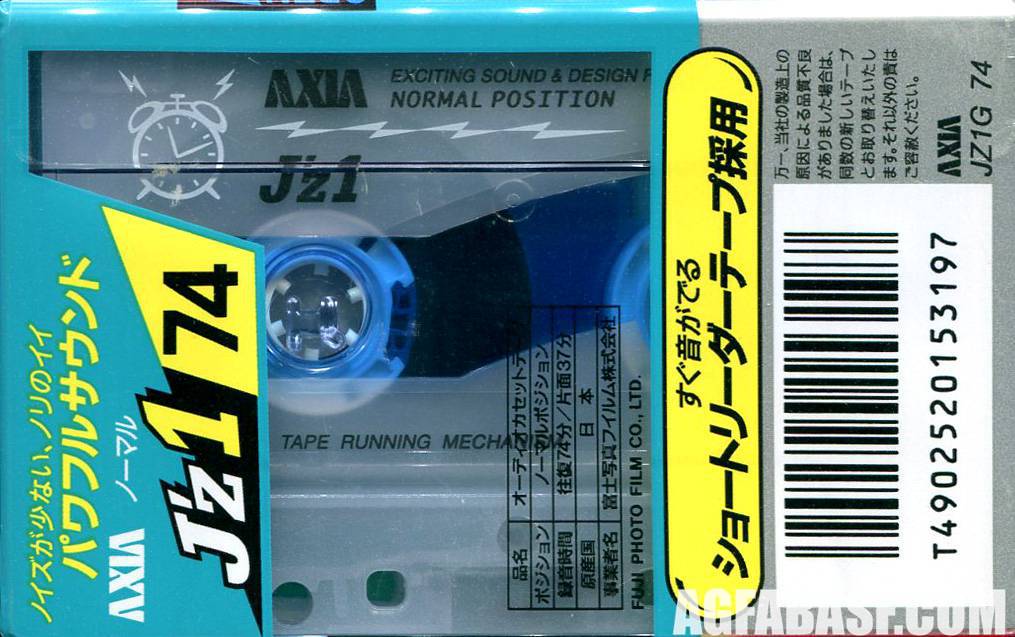 AXIA
EXCITING SOUND & DESIGN F
NORMAL POSITION
J'z1
TAPE RUNNING MECHANISM
ノイズが少ない、ノリのイイ
パワフルサウンド
AXIA ノーマル
J'z1 74
品名 オーディオカセットテープ
ポジション ノーマルポジション
録音時間 往復74分/片面37分
原産国 日本
事業者名 富士写真フイルム株式会社
FUJI PHOTO FILM CO., LTD.
すぐ音がでる
ショートリーダーテープ採用
万一、当社の製造上の
原因による品質不良
がありました場合は、
同数の新しいテープ
とお取り替えいたし
ます。それ以外の責は
ご容赦ください。
AXIA JZ1G 74
T4902520153197
AGFABASF.COM